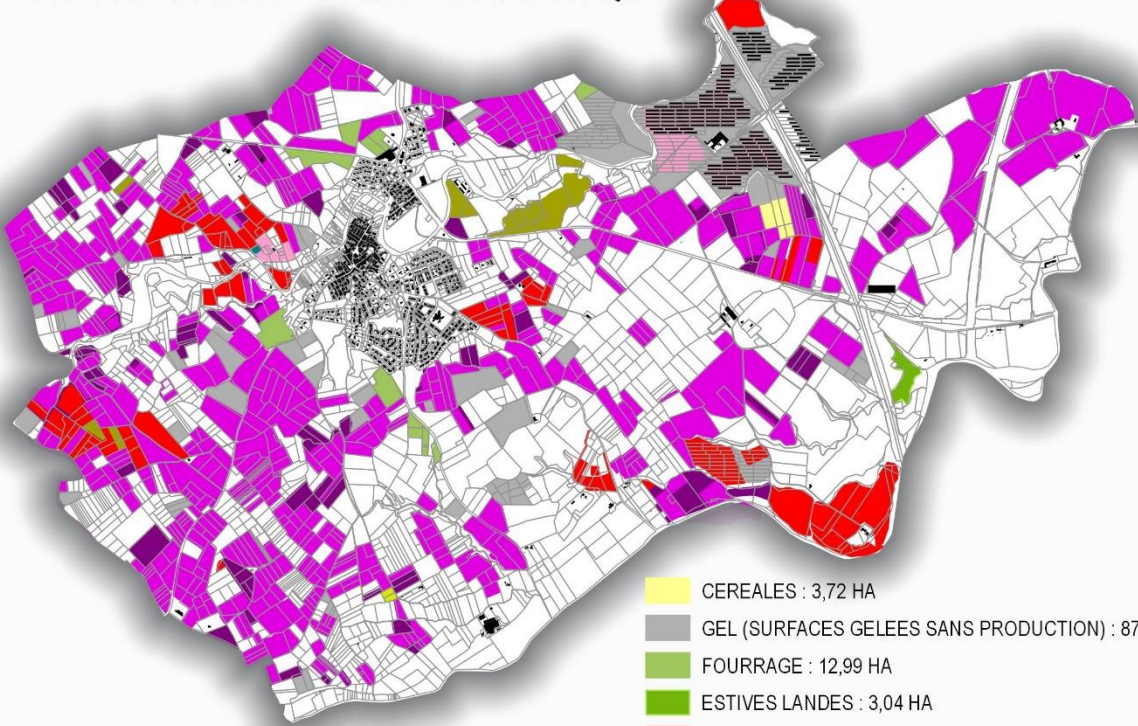 CEREALES : 3,72 HA
GEL (SURFACES GELEES SANS PRODUCTION) : 87
FOURRAGE : 12,99 HA
ESTIVES LANDES : 3,04 HA